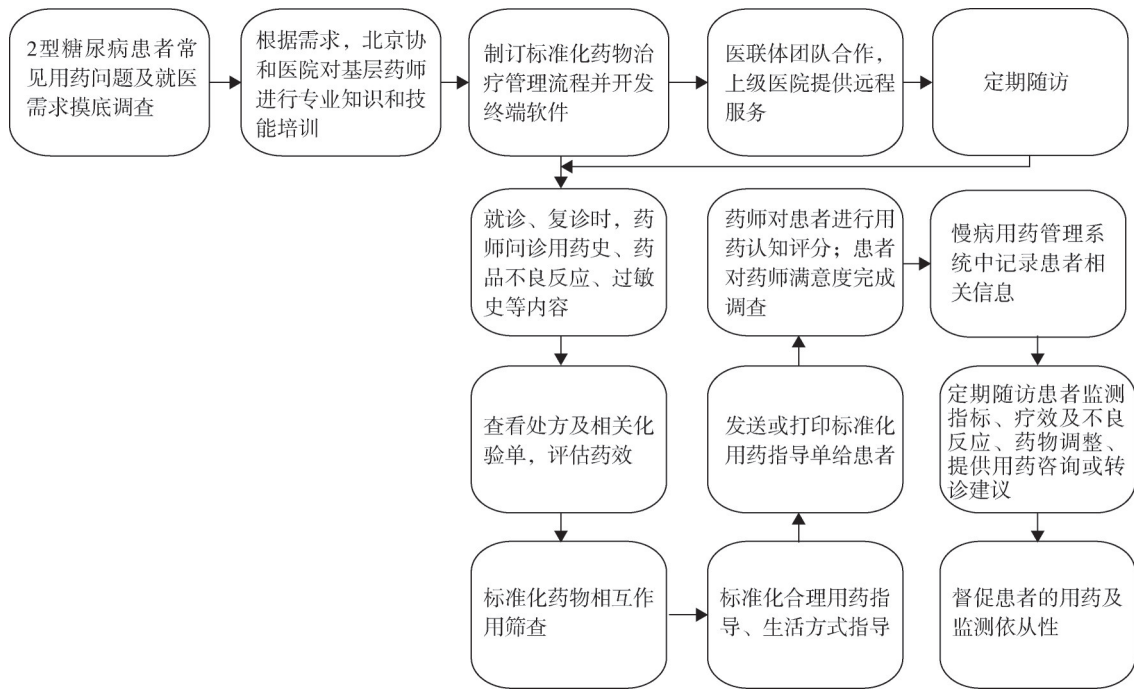 2型糖尿病患者常
见用药问题及就医
需求摸底调查
根据需求，北京协
和医院对基层药师
进行专业知识和技
能培训
制订标准化药物治
疗管理流程并开发
终端软件
医联体团队合作，
上级医院提供远程
服务
定期随访
就诊、复诊时，药
师问诊用药史、药
品不良反应、过敏
史等内容
药师对患者进行用
药认知评分；患者
对药师满意度完成
调查
慢病用药管理系
统中记录患者相
关信息
查看处方及相关化
验单，评估药效
发送或打印标准化
用药指导单给患者
定期随访患者监测
指标、疗效及不良
反应、药物调整、
提供用药咨询或转
诊建议
标准化药物相互作
用筛查
标准化合理用药指
导、生活方式指导
督促患者的用药及
监测依从性